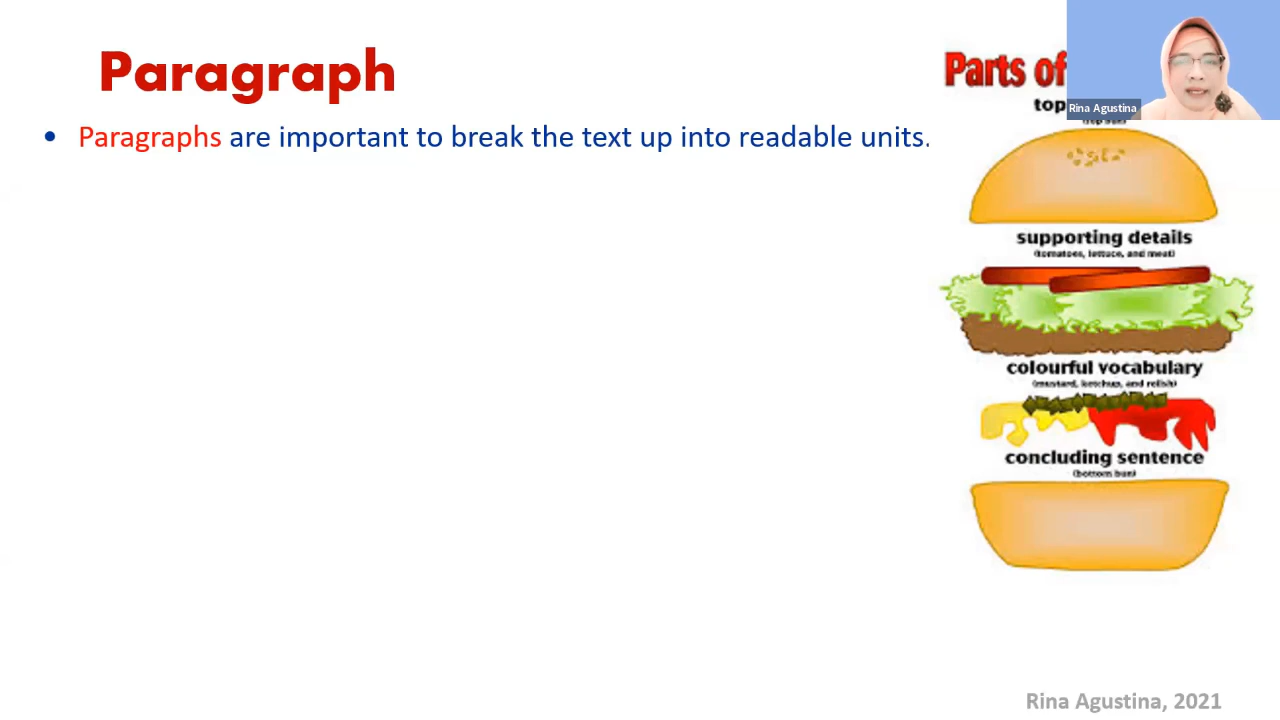 Paragraph
• Paragraphs are important to break the text up into readable units.
Parts of
top
Rina Agustina
supporting details
(tomatoes, lettuce, and meat)
colourful vocabulary
(mustard, ketchup, and relish)
concluding sentence
(bottom bun)
Rina Agustina, 2021